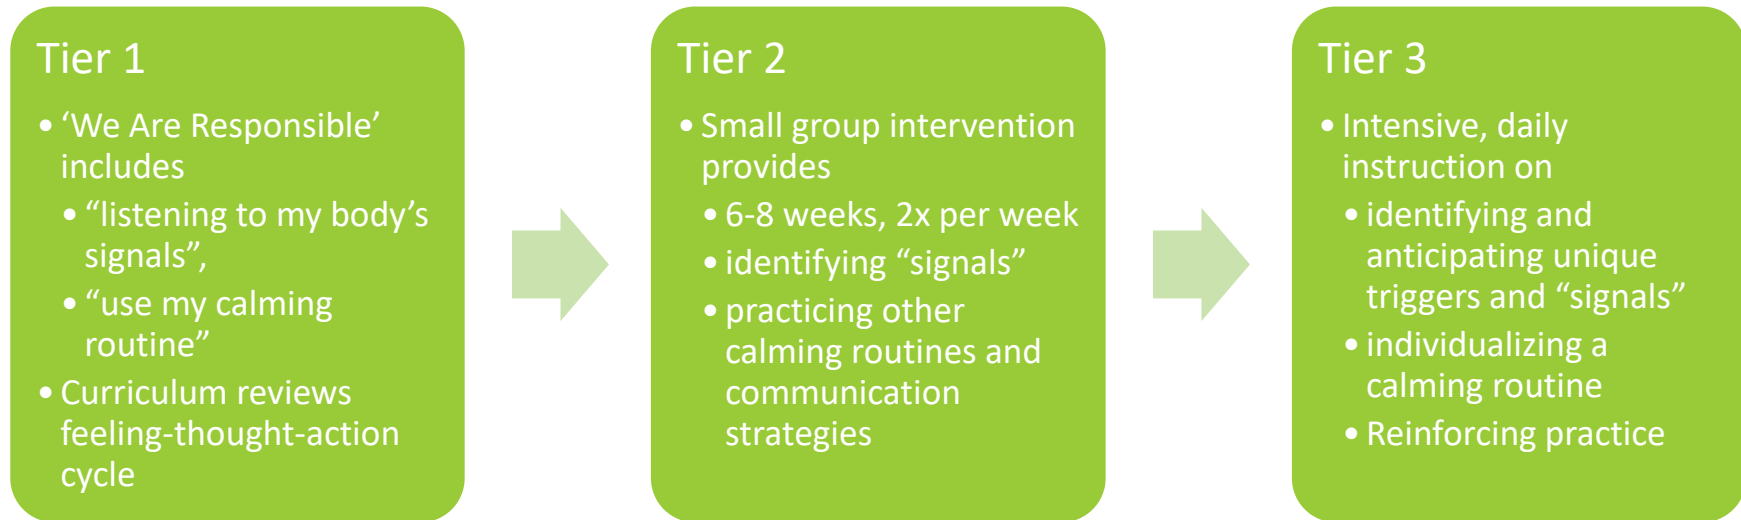 Tier 1
• ‘We Are Responsible’
includes
• “listening to my body’s
signals”,
• “use my calming
routine”
• Curriculum reviews
feeling-thought-action
cycle
Tier 2
• Small group intervention
provides
• 6-8 weeks, 2x per week
• identifying “signals”
• practicing other
calming routines and
communication
strategies
Tier 3
• Intensive, daily
instruction on
• identifying and
anticipating unique
triggers and “signals”
• individualizing a
calming routine
• Reinforcing practice